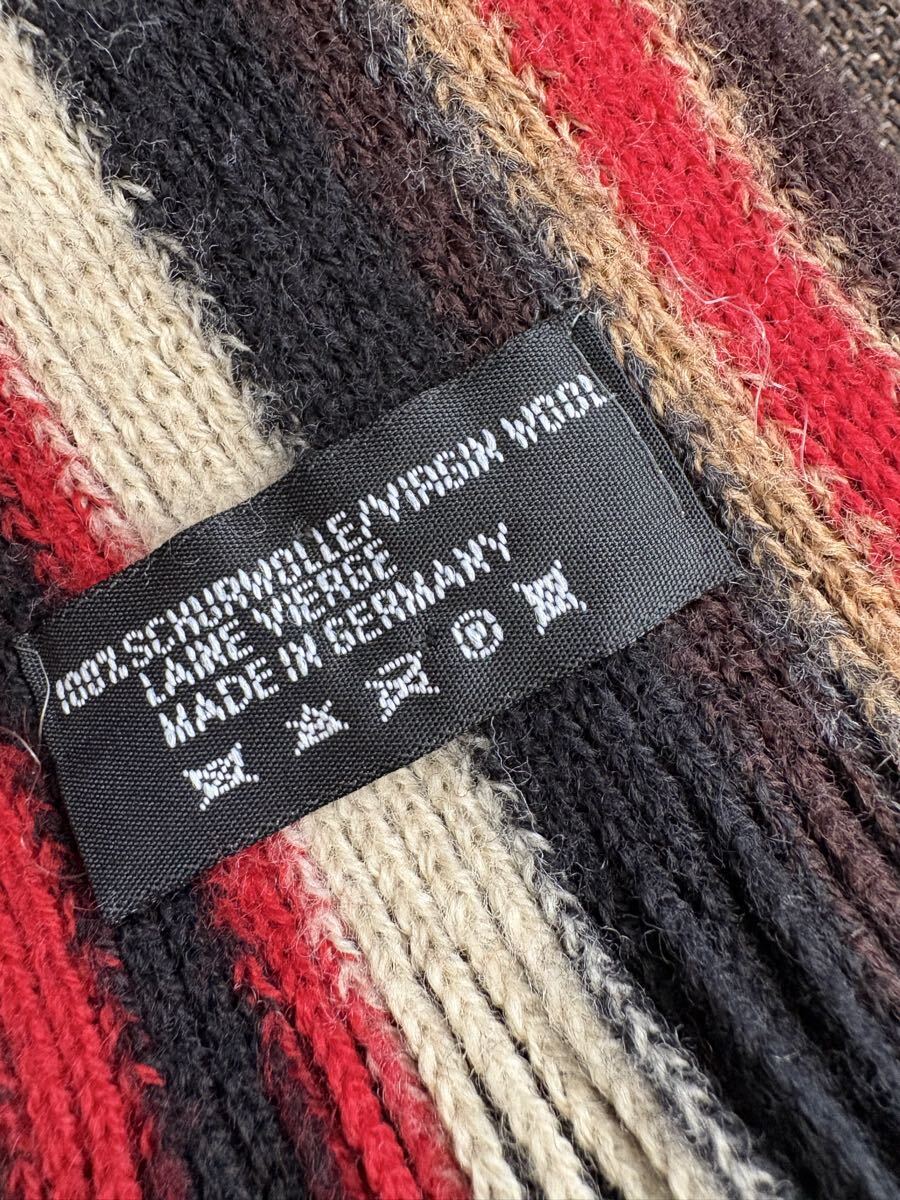 100% SCHURWOLLE/VIRGIN WOOL
LAINE VIERGE
MADE IN GERMANY